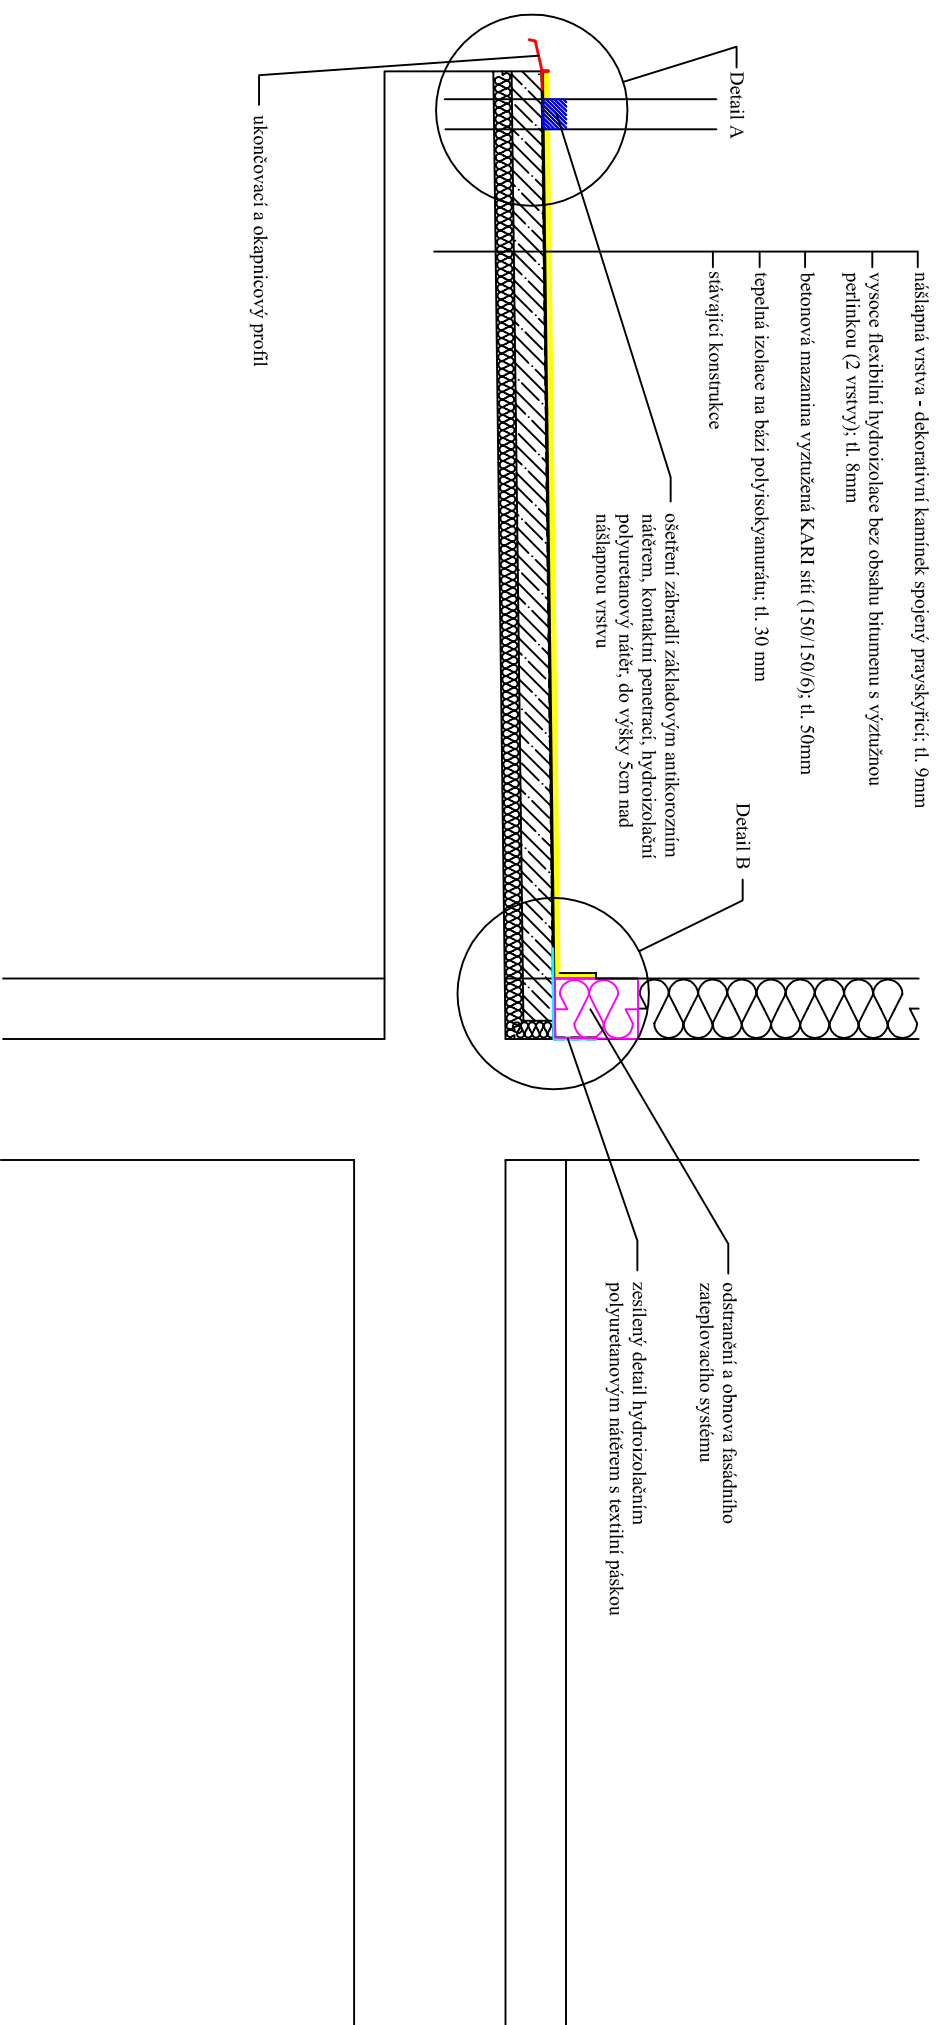 nášlapná vrstva - dekorativní kamínek spojený prayskyřicí; tl. 9mm
vysoce flexibilní hydroizolace bez obsahu bitumenu s výztužnou
perlinkou (2 vrstvy); tl. 8mm
betonová mazanina vyztužená KARI sítí (150/150/6); tl. 50mm
tepelná izolace na bázi polyisokyanurátu; tl. 30 mm
stávající konstrukce
Detail A
ošetření zábradlí základovým antikorozním
nátěrem, kontaktní penetrací, hydroizolační
polyuretanový nátěr, do výšky 5cm nad
nášlapnou vrstvu
Detail B
ukončovací a okapnicový profil
odstranění a obnova fasádního
zateplovacího systému
zesílený detail hydroizolačním
polyuretanovým nátěrem s textilní páskou